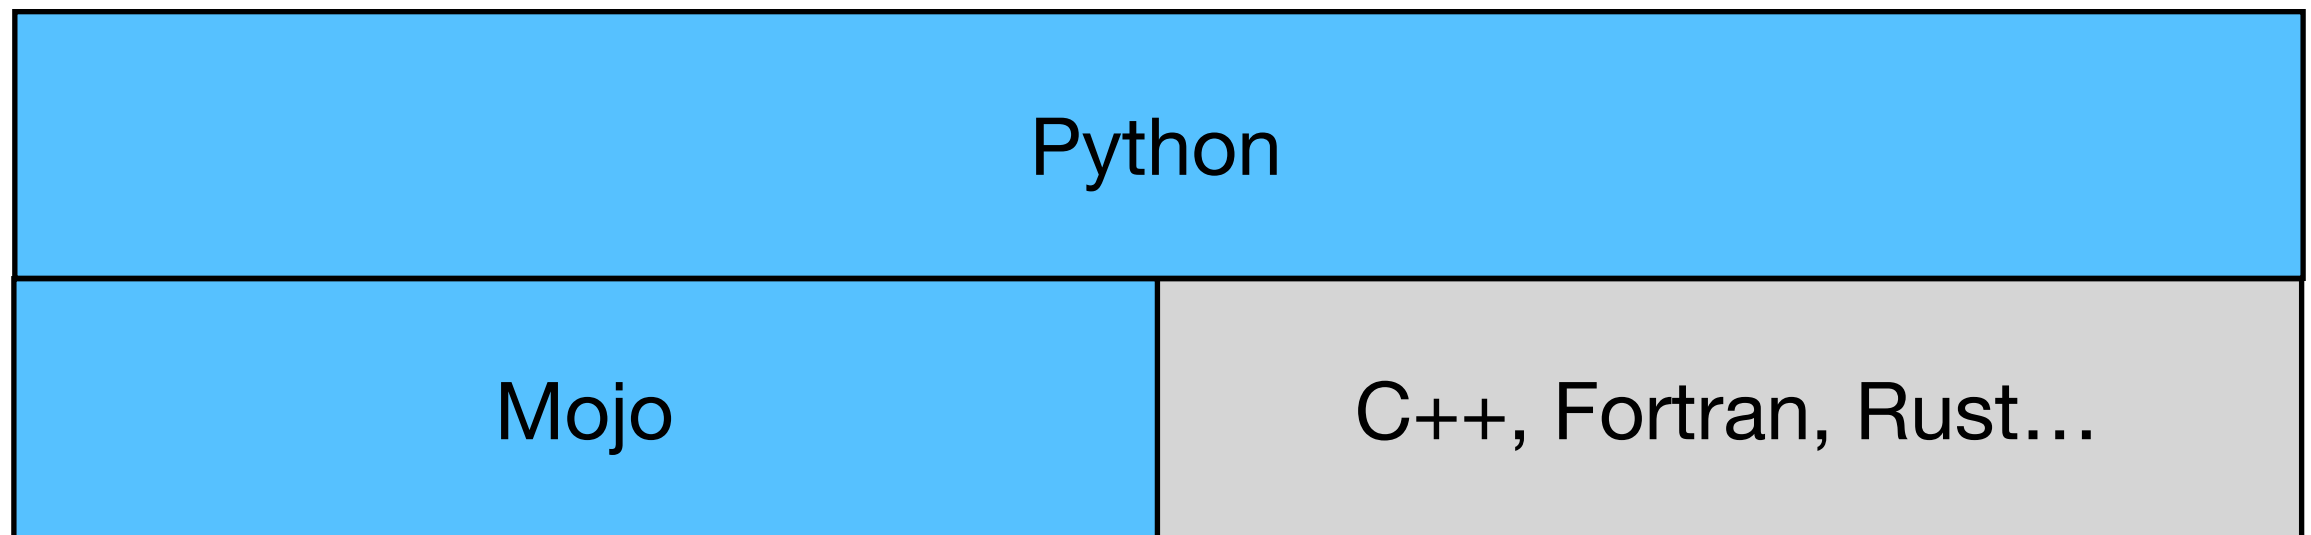 Python
Mojo
C++, Fortran, Rust…